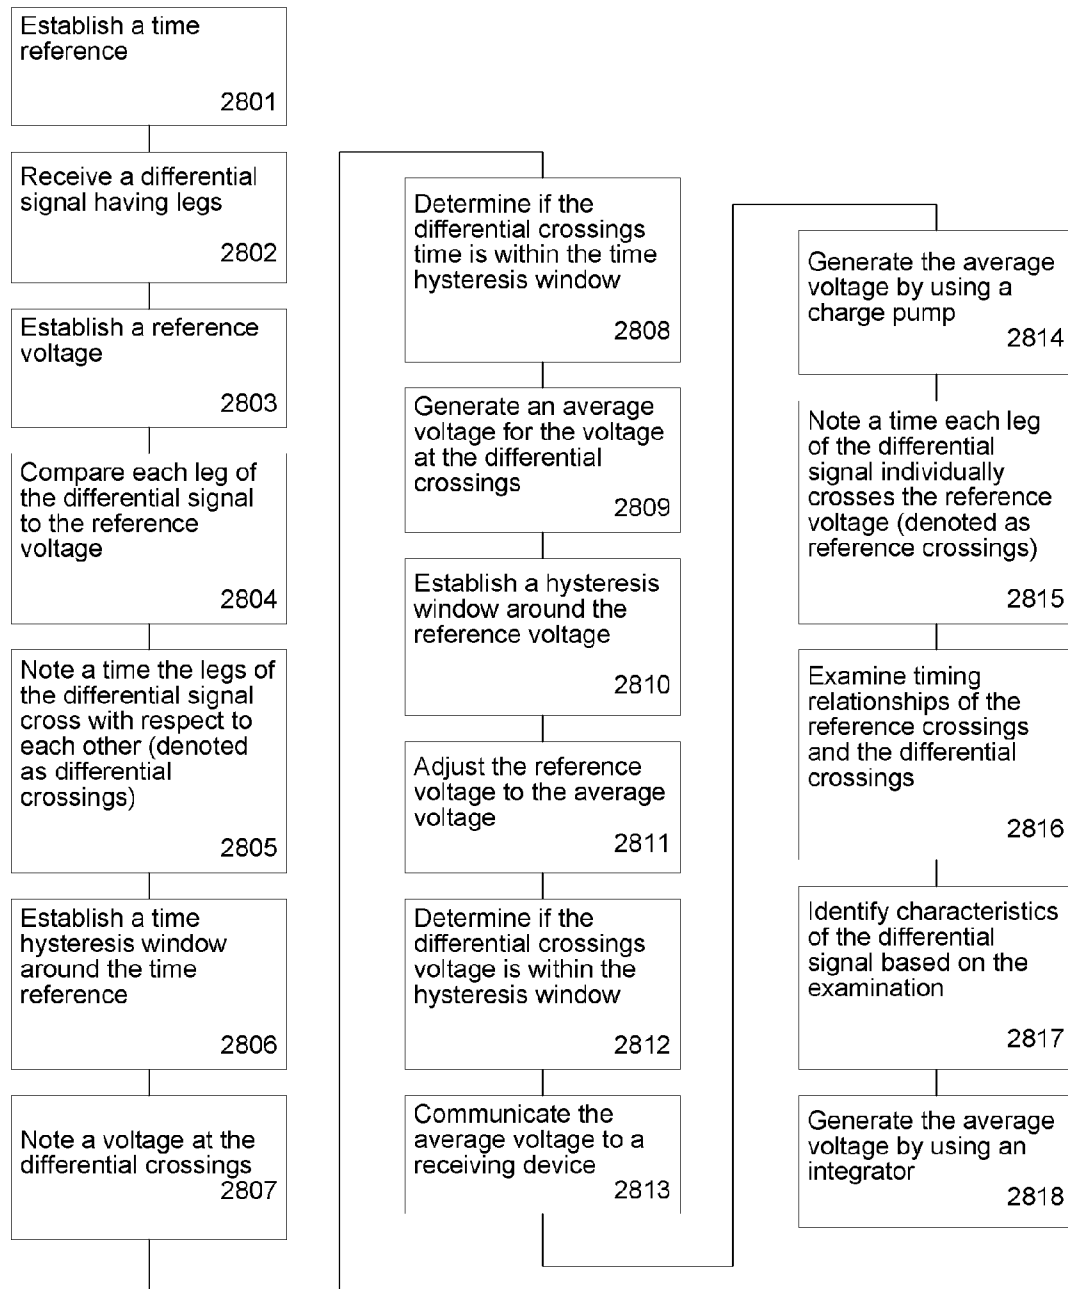 Establish a time
reference
2801
Receive a differential
signal having legs
2802
Establish a reference
voltage
2803
Compare each leg of
the differential signal
to the reference
voltage
2804
Note a time the legs of
the differential signal
cross with respect to
each other (denoted
as differential
crossings)
2805
Establish a time
hysteresis window
around the time
reference
2806
Note a voltage at the
differential crossings
2807
Determine if the
differential crossings
time is within the time
hysteresis window
2808
Generate an average
voltage for the voltage
at the differential
crossings
2809
Establish a hysteresis
window around the
reference voltage
2810
Adjust the reference
voltage to the average
voltage
2811
Determine if the
differential crossings
voltage is within the
hysteresis window
2812
Communicate the
average voltage to a
receiving device
2813
Generate the average
voltage by using a
charge pump
2814
Note a time each leg
of the differential
signal individually
crosses the reference
voltage (denoted as
reference crossings)
2815
Examine timing
relationships of the
reference crossings
and the differential
crossings
2816
Identify characteristics
of the differential
signal based on the
examination
2817
Generate the average
voltage by using an
integrator
2818